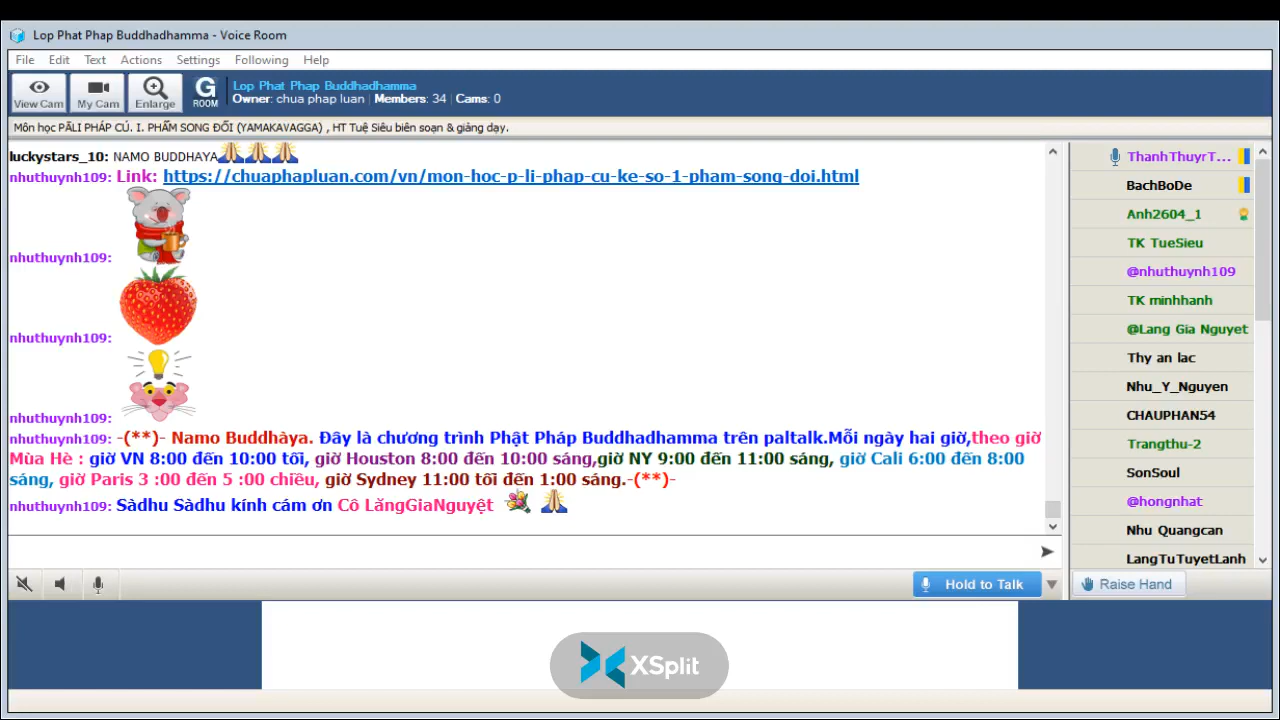 Lop Phat Phap Buddhadhamma - Voice Room
File Edit Text Actions Settings Following Help
View Cam My Cam Enlarge G ROOM
Lop Phat Phap Buddhadhamma
Owner: chua phap luan | Members: 34 | Cams: 0
Môn học PĀLI PHÁP CÚ. I. PHẨM SONG ĐỐI (YAMAKAVAGGA) , HT Tuệ Siêu biên soạn & giảng dạy.
luckystars_10: NAMO BUDDHAYA
nhuthuynh109: Link: https://chuaphapluan.com/vn/mon-hoc-p-li-phap-cu-ke-so-1-pham-song-doi.html
nhuthuynh109:
nhuthuynh109:
nhuthuynh109:
nhuthuynh109: -(**)- Namo Buddhàya. Đây là chương trình Phật Pháp Buddhadhamma trên paltalk.Mỗi ngày hai giờ,theo giờ
Mùa Hè : giờ VN 8:00 đến 10:00 tối, giờ Houston 8:00 đến 10:00 sáng,giờ NY 9:00 đến 11:00 sáng, giờ Cali 6:00 đến 8:00
sáng, giờ Paris 3 :00 đến 5 :00 chiều, giờ Sydney 11:00 tối đến 1:00 sáng.-(**)-
nhuthuynh109: Sàdhu Sàdhu kính cám ơn Cô LăngGiaNguyệt
ThanhThuyrT...
BachBoDe
Anh2604_1
TK TueSieu
@nhuthuynh109
TK minhhanh
@Lang Gia Nguyet
Thy an lac
Nhu_Y_Nguyen
CHAUPHAN54
Trangthu-2
SonSoul
@hongnhat
Nhu Quangcan
LangTuTuyetLanh
Hold to Talk
Raise Hand
XSplit